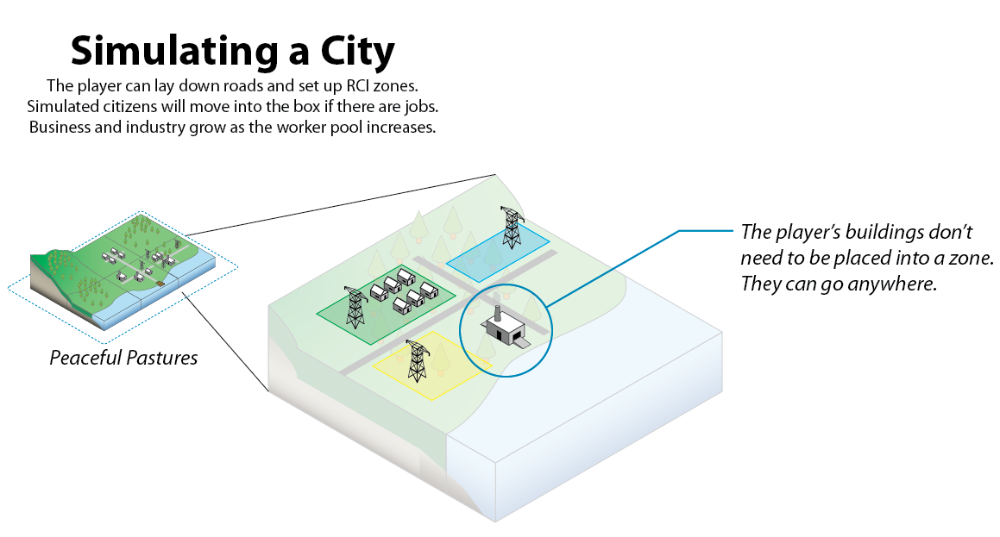 Simulating a City
The player can lay down roads and set up RCI zones.
Simulated citizens will move into the box if there are jobs.
Business and industry grow as the worker pool increases.
The player’s buildings don’t
need to be placed into a zone.
They can go anywhere.
Peaceful Pastures